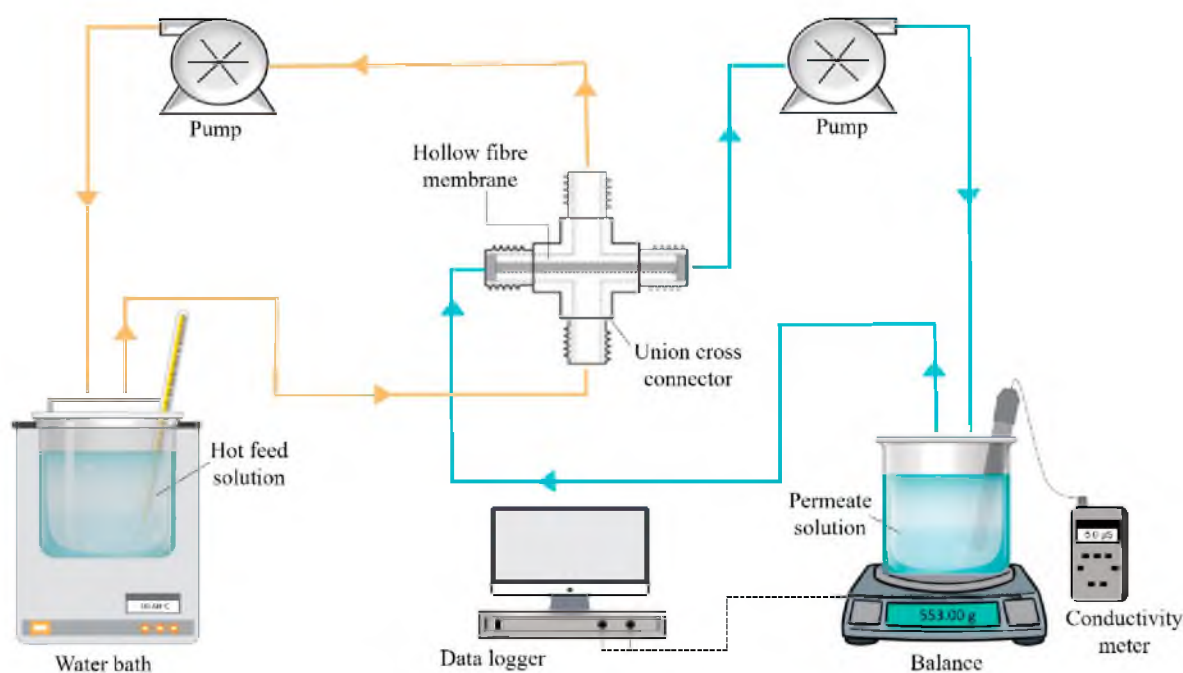 Pump
Pump
Hollow fibre
membrane
Union cross
connector
Hot feed
solution
Permeate
solution
553.00 g
Water bath
Data logger
Balance
Conductivity
meter